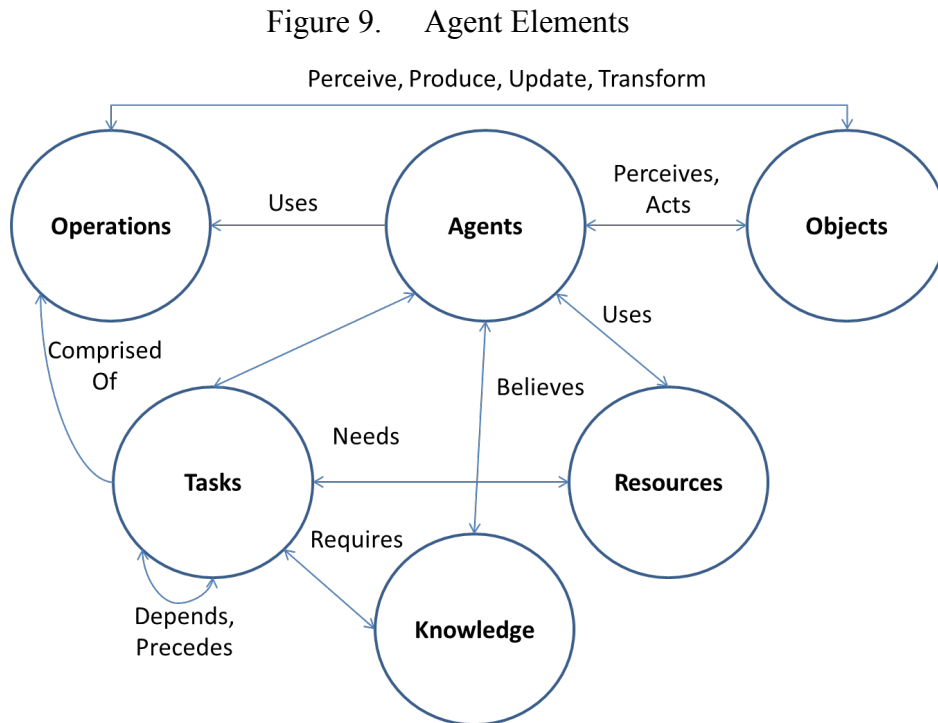 Figure 9. Agent Elements
Perceive, Produce, Update, Transform
Operations
Uses
Agents
Perceives,
Acts
Objects
Comprised
Of
Uses
Believes
Needs
Tasks
Resources
Requires
Depends,
Precedes
Knowledge